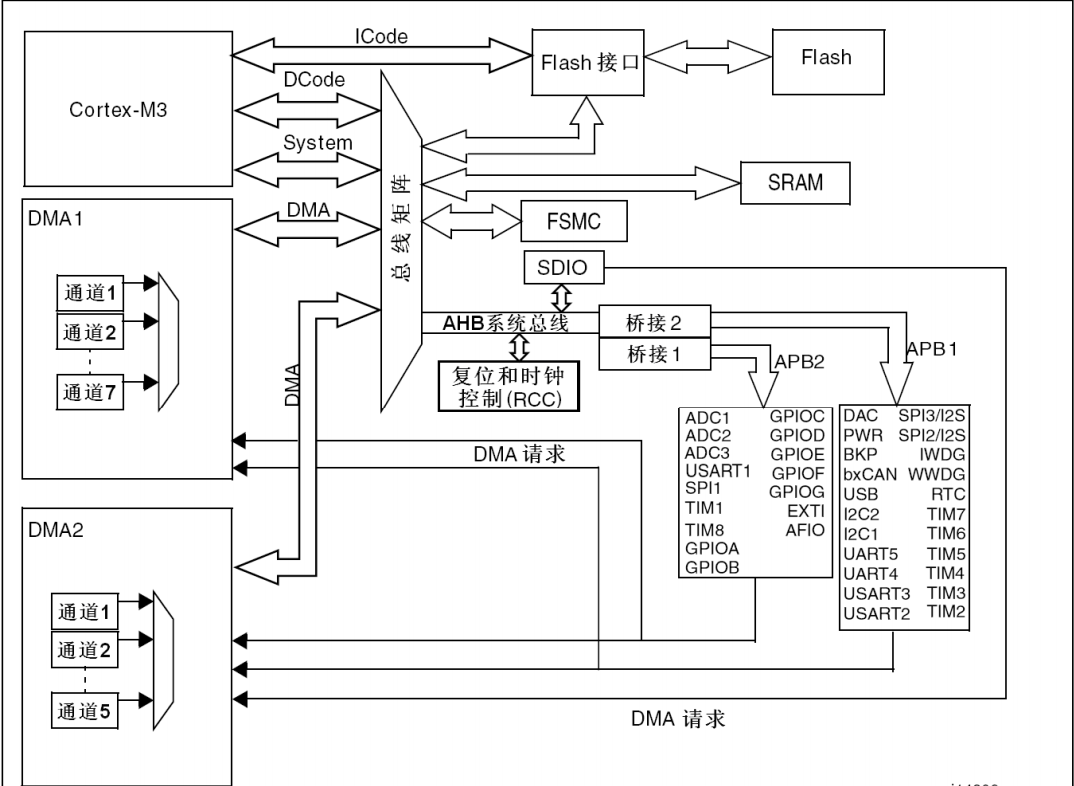 ICode
Cortex-M3
Flash 接口
Flash
DCode
System
DMA
总线矩阵
SRAM
FSMC
DMA1
通道1
通道2
通道7
SDIO
AHB系统总线
桥接2
桥接1
复位和时钟
控制(RCC)
APB2
APB1
DMA
ADC1 GPIOC
ADC2 GPIOD
ADC3 GPIOE
USART1 GPIOF
SPI1 GPIOG
TIM1 EXTI
TIM8 AFIO
GPIOA
GPIOB
DAC SPI3/I2S
PWR SPI2/I2S
BKP IWDG
bxCAN WWDG
USB RTC
I2C2 TIM7
I2C1 TIM6
UART5 TIM5
UART4 TIM4
USART3 TIM3
USART2 TIM2
DMA 请求
DMA2
通道1
通道2
通道5
DMA 请求